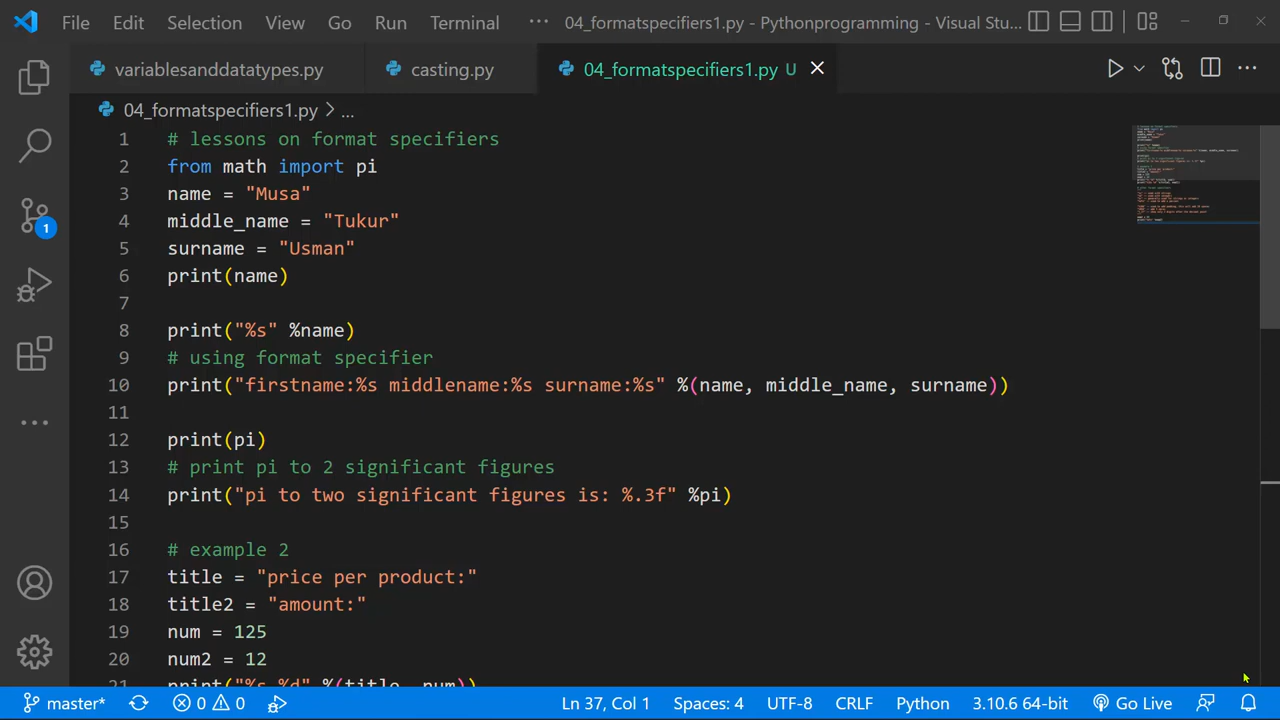 File Edit Selection View Go Run Terminal ··· 04_formatspecifiers1.py - Pythonprogramming - Visual Stu...
variablesanddatatypes.py casting.py 04_formatspecifiers1.py U
04_formatspecifiers1.py > ...
1 # lessons on format specifiers
2 from math import pi
3 name = "Musa"
4 middle_name = "Tukur"
5 surname = "Usman"
6 print(name)
7
8 print("%s" %name)
9 # using format specifier
10 print("firstname:%s middlename:%s surname:%s" %(name, middle_name, surname))
11
12 print(pi)
13 # print pi to 2 significant figures
14 print("pi to two significant figures is: %.3f" %pi)
15
16 # example 2
17 title = "price per product:"
18 title2 = "amount:"
19 num = 125
20 num2 = 12
21 print("%s %d" %(title, num))
1
master* 0 0 Ln 37, Col 1 Spaces: 4 UTF-8 CRLF Python 3.10.6 64-bit Go Live